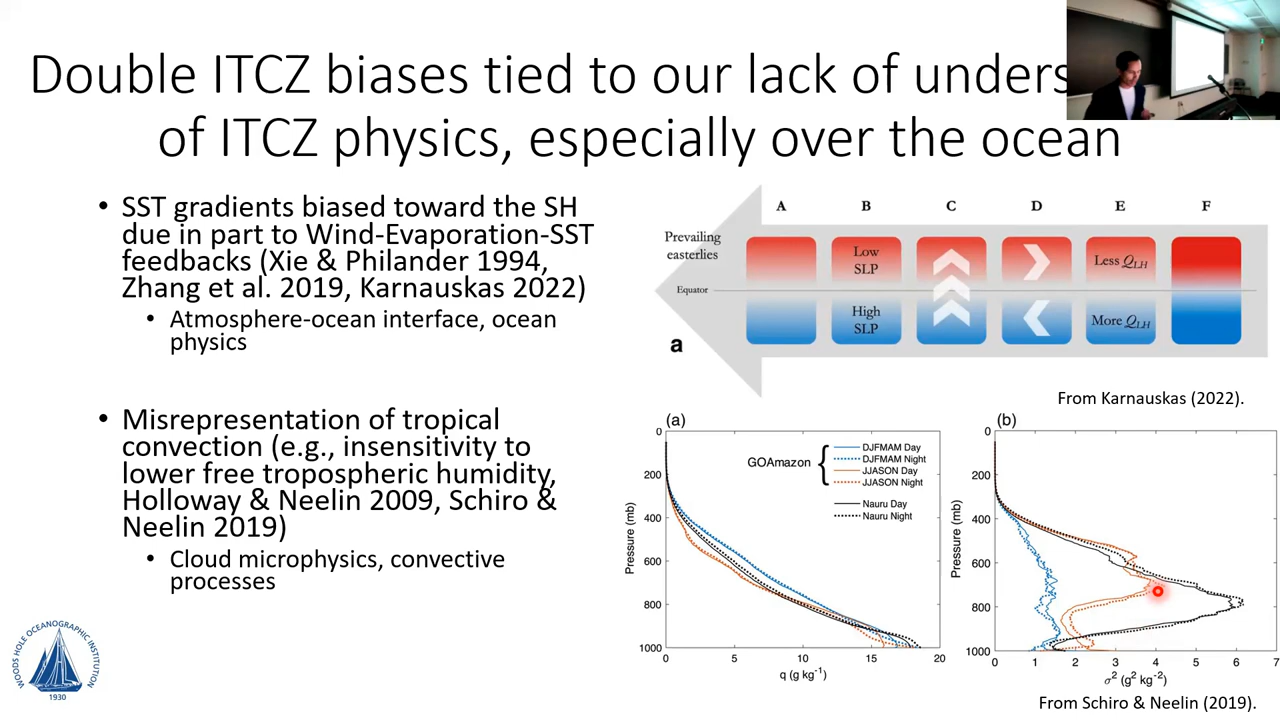 Double ITCZ biases tied to our lack of unders
of ITCZ physics, especially over the ocean
• SST gradients biased toward the SH
due in part to Wind-Evaporation-SST
feedbacks (Xie & Philander 1994,
Zhang et al. 2019, Karnauskas 2022)
• Atmosphere-ocean interface, ocean
physics
• Misrepresentation of tropical
convection (e.g., insensitivity to
lower free tropospheric humidity,
Holloway & Neelin 2009, Schiro &
Neelin 2019)
• Cloud microphysics, convective
processes
WOODS HOLE OCEANOGRAPHIC INSTITUTION
1930
A B C D E F
Prevailing
easterlies
Equator
Low
SLP
High
SLP
Less Q_LH
More Q_LH
a
From Karnauskas (2022).
(a)
0
200
400
600
800
1000
Pressure (mb)
0 5 10 15 20
q (g kg⁻¹)
GOAmazon
DJFMAM Day
DJFMAM Night
JJASON Day
JJASON Night
Nauru Day
Nauru Night
(b)
0
200
400
600
800
1000
Pressure (mb)
0 1 2 3 4 5 6 7
σ² (g² kg⁻²)
From Schiro & Neelin (2019).